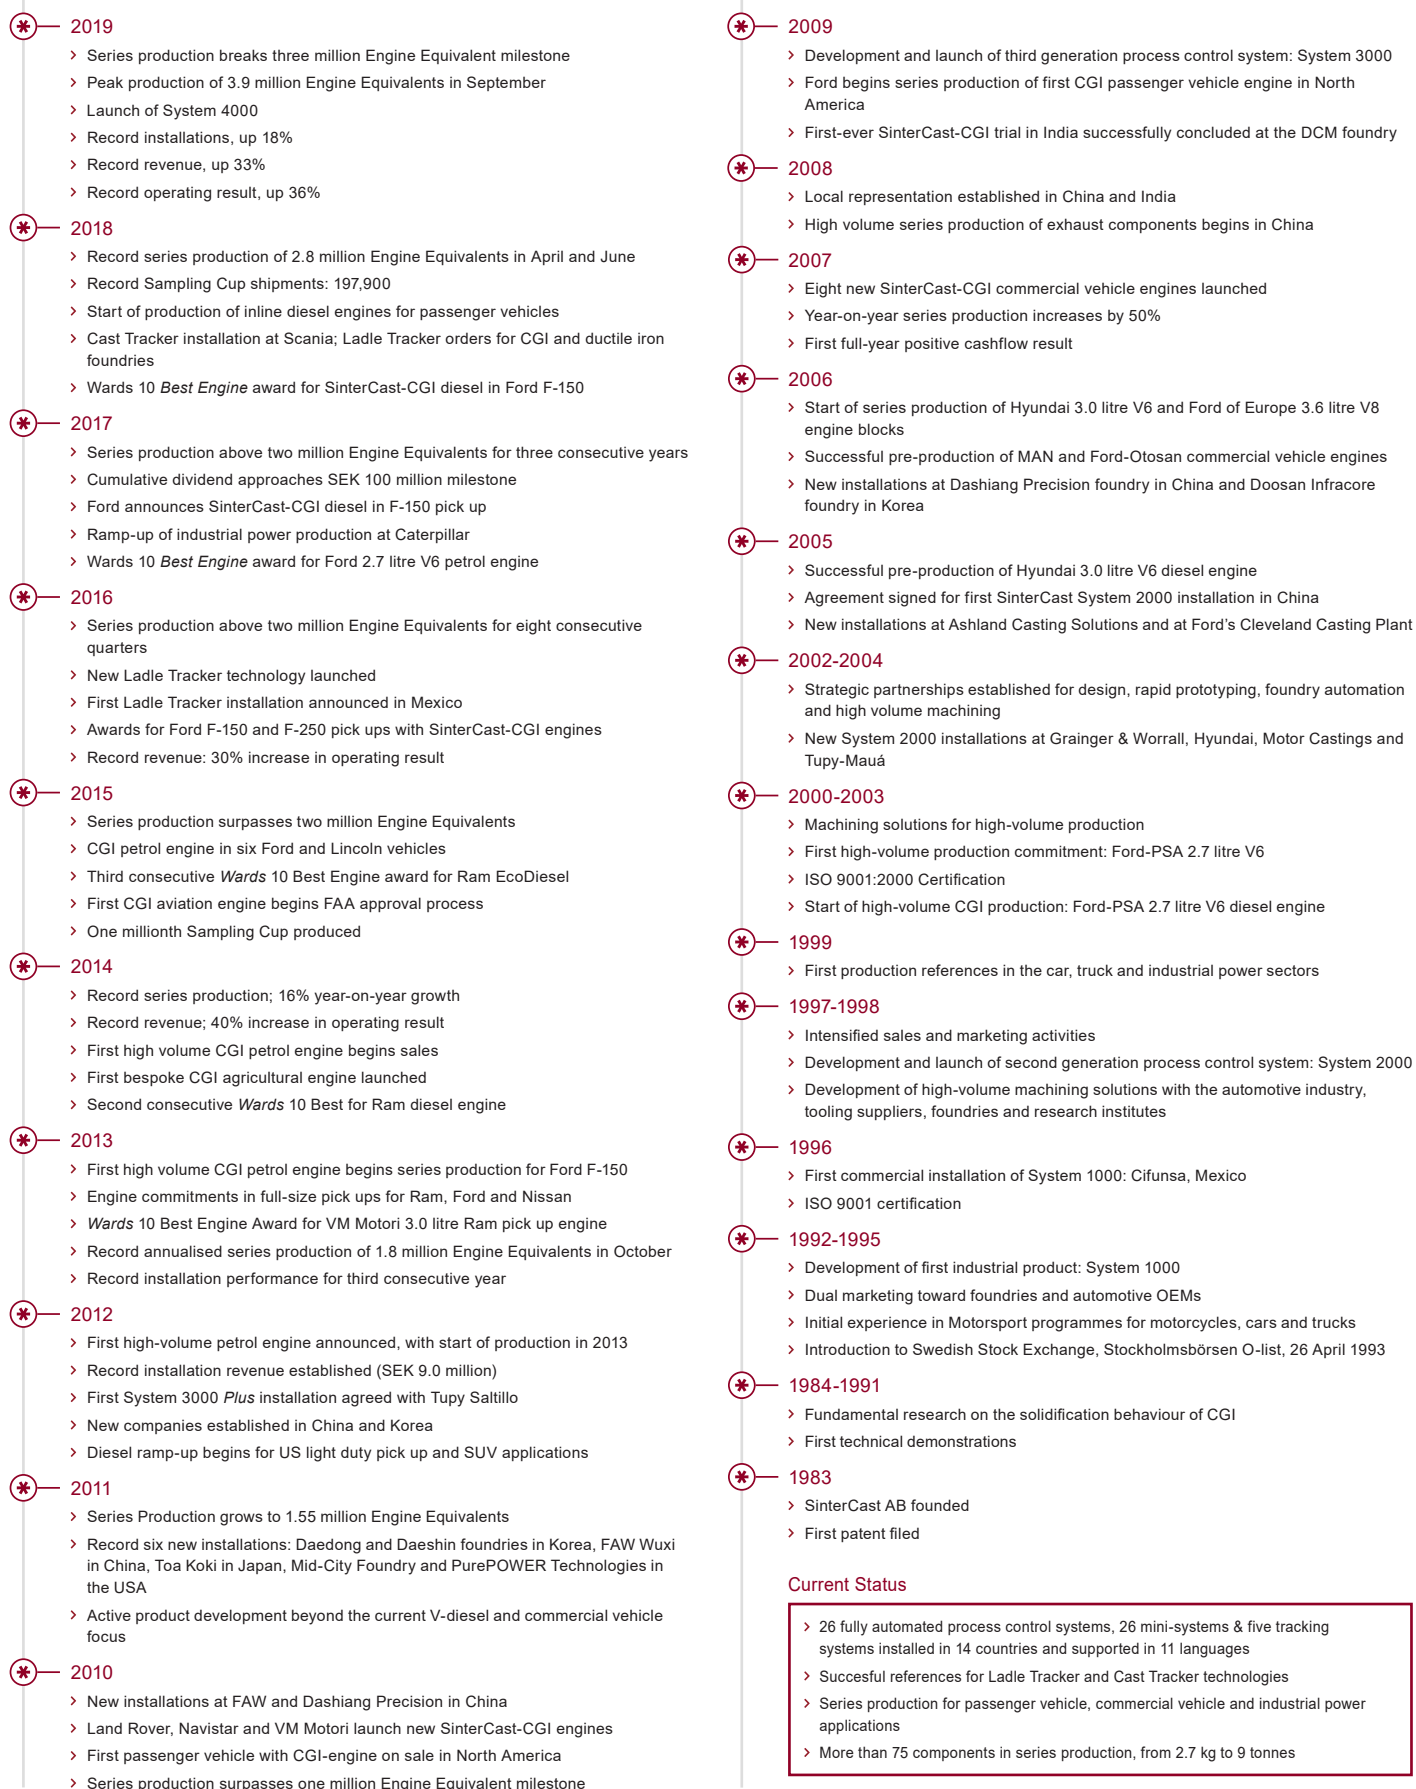 2019
› Series production breaks three million Engine Equivalent milestone
› Peak production of 3.9 million Engine Equivalents in September
› Launch of System 4000
› Record installations, up 18%
› Record revenue, up 33%
› Record operating result, up 36%
2018
› Record series production of 2.8 million Engine Equivalents in April and June
› Record Sampling Cup shipments: 197,900
› Start of production of inline diesel engines for passenger vehicles
› Cast Tracker installation at Scania; Ladle Tracker orders for CGI and ductile iron
foundries
› Wards 10 Best Engine award for SinterCast-CGI diesel in Ford F-150
2017
› Series production above two million Engine Equivalents for three consecutive years
› Cumulative dividend approaches SEK 100 million milestone
› Ford announces SinterCast-CGI diesel in F-150 pick up
› Ramp-up of industrial power production at Caterpillar
› Wards 10 Best Engine award for Ford 2.7 litre V6 petrol engine
2016
› Series production above two million Engine Equivalents for eight consecutive
quarters
› New Ladle Tracker technology launched
› First Ladle Tracker installation announced in Mexico
› Awards for Ford F-150 and F-250 pick ups with SinterCast-CGI engines
› Record revenue: 30% increase in operating result
2015
› Series production surpasses two million Engine Equivalents
› CGI petrol engine in six Ford and Lincoln vehicles
› Third consecutive Wards 10 Best Engine award for Ram EcoDiesel
› First CGI aviation engine begins FAA approval process
› One millionth Sampling Cup produced
2014
› Record series production; 16% year-on-year growth
› Record revenue; 40% increase in operating result
› First high volume CGI petrol engine begins sales
› First bespoke CGI agricultural engine launched
› Second consecutive Wards 10 Best for Ram diesel engine
2013
› First high volume CGI petrol engine begins series production for Ford F-150
› Engine commitments in full-size pick ups for Ram, Ford and Nissan
› Wards 10 Best Engine Award for VM Motori 3.0 litre Ram pick up engine
› Record annualised series production of 1.8 million Engine Equivalents in October
› Record installation performance for third consecutive year
2012
› First high-volume petrol engine announced, with start of production in 2013
› Record installation revenue established (SEK 9.0 million)
› First System 3000 Plus installation agreed with Tupy Saltillo
› New companies established in China and Korea
› Diesel ramp-up begins for US light duty pick up and SUV applications
2011
› Series Production grows to 1.55 million Engine Equivalents
› Record six new installations: Daedong and Daeshin foundries in Korea, FAW Wuxi
in China, Toa Koki in Japan, Mid-City Foundry and PurePOWER Technologies in
the USA
› Active product development beyond the current V-diesel and commercial vehicle
focus
2010
› New installations at FAW and Dashiang Precision in China
› Land Rover, Navistar and VM Motori launch new SinterCast-CGI engines
› First passenger vehicle with CGI-engine on sale in North America
› Series production surpasses one million Engine Equivalent milestone
2009
› Development and launch of third generation process control system: System 3000
› Ford begins series production of first CGI passenger vehicle engine in North
America
› First-ever SinterCast-CGI trial in India successfully concluded at the DCM foundry
2008
› Local representation established in China and India
› High volume series production of exhaust components begins in China
2007
› Eight new SinterCast-CGI commercial vehicle engines launched
› Year-on-year series production increases by 50%
› First full-year positive cashflow result
2006
› Start of series production of Hyundai 3.0 litre V6 and Ford of Europe 3.6 litre V8
engine blocks
› Successful pre-production of MAN and Ford-Otosan commercial vehicle engines
› New installations at Dashiang Precision foundry in China and Doosan Infracore
foundry in Korea
2005
› Successful pre-production of Hyundai 3.0 litre V6 diesel engine
› Agreement signed for first SinterCast System 2000 installation in China
› New installations at Ashland Casting Solutions and at Ford's Cleveland Casting Plant
2002-2004
› Strategic partnerships established for design, rapid prototyping, foundry automation
and high volume machining
› New System 2000 installations at Grainger & Worrall, Hyundai, Motor Castings and
Tupy-Mauá
2000-2003
› Machining solutions for high-volume production
› First high-volume production commitment: Ford-PSA 2.7 litre V6
› ISO 9001:2000 Certification
› Start of high-volume CGI production: Ford-PSA 2.7 litre V6 diesel engine
1999
› First production references in the car, truck and industrial power sectors
1997-1998
› Intensified sales and marketing activities
› Development and launch of second generation process control system: System 2000
› Development of high-volume machining solutions with the automotive industry,
tooling suppliers, foundries and research institutes
1996
› First commercial installation of System 1000: Cifunsa, Mexico
› ISO 9001 certification
1992-1995
› Development of first industrial product: System 1000
› Dual marketing toward foundries and automotive OEMs
› Initial experience in Motorsport programmes for motorcycles, cars and trucks
› Introduction to Swedish Stock Exchange, Stockholmsbörsen O-list, 26 April 1993
1984-1991
› Fundamental research on the solidification behaviour of CGI
› First technical demonstrations
1983
› SinterCast AB founded
› First patent filed
Current Status
› 26 fully automated process control systems, 26 mini-systems & five tracking
systems installed in 14 countries and supported in 11 languages
› Succesful references for Ladle Tracker and Cast Tracker technologies
› Series production for passenger vehicle, commercial vehicle and industrial power
applications
› More than 75 components in series production, from 2.7 kg to 9 tonnes